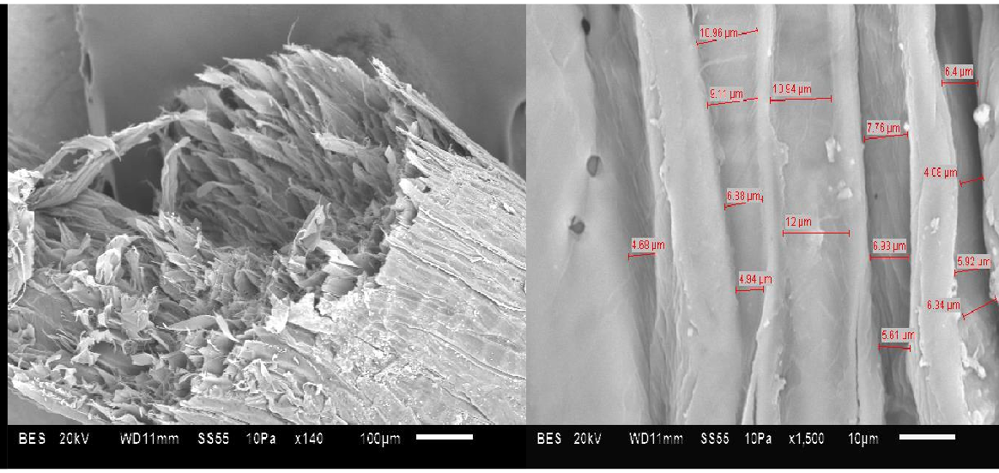 10.96 µm
6.4 µm
9.11 µm
10.94 µm
7.76 µm
4.08 µm
6.38 µm
12 µm
4.68 µm
6.93 µm
5.92 µm
4.94 µm
6.34 µm
5.61 µm
BES 20kV WD11mm SS55 10Pa x140 100µm
BES 20kV WD11mm SS55 10Pa x1,500 10µm